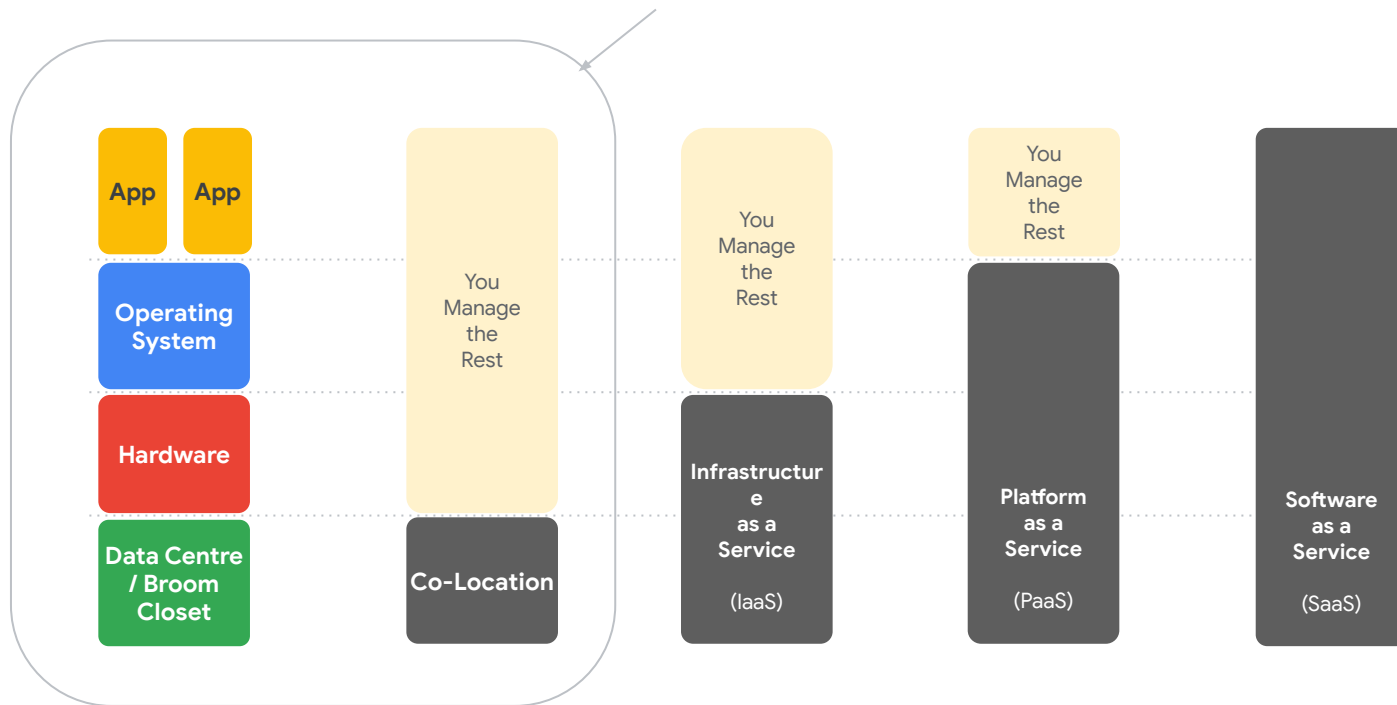 App
App
Operating
System
Hardware
Data Centre
/ Broom
Closet
You
Manage
the
Rest
Co-Location
You
Manage
the
Rest
Infrastructur
e
as a
Service
(IaaS)
You
Manage
the
Rest
Platform
as a
Service
(PaaS)
Software
as a
Service
(SaaS)